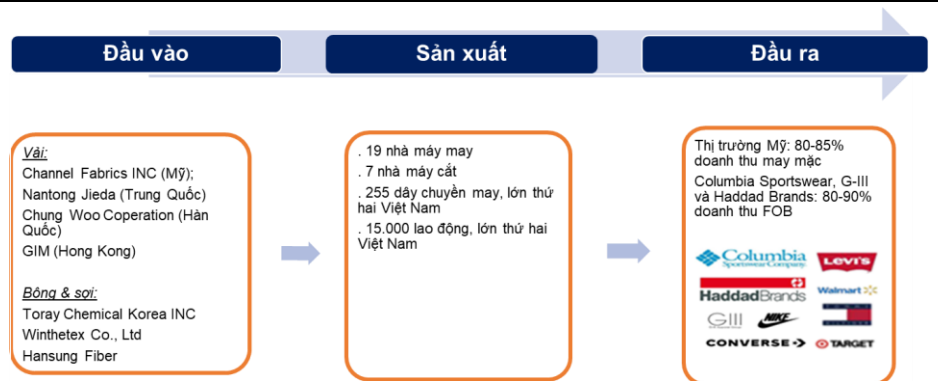 Đầu vào
Sản xuất
Đầu ra
Vải:
Channel Fabrics INC (Mỹ);
Nantong Jieda (Trung Quốc)
Chung Woo Coperation (Hàn
Quốc)
GIM (Hong Kong)
Bông & sợi:
Toray Chemical Korea INC
Winthetex Co., Ltd
Hansung Fiber
. 19 nhà máy may
. 7 nhà máy cắt
. 255 dây chuyền may, lớn thứ
hai Việt Nam
. 15.000 lao động, lớn thứ hai
Việt Nam
Thị trường Mỹ: 80-85%
doanh thu may mặc
Columbia Sportswear, G-III
và Haddad Brands: 80-90%
doanh thu FOB
Columbia
Sportswear Company
LEVI'S
HaddadBrands
Walmart
GIII
NIKE
CONVERSE
TARGET